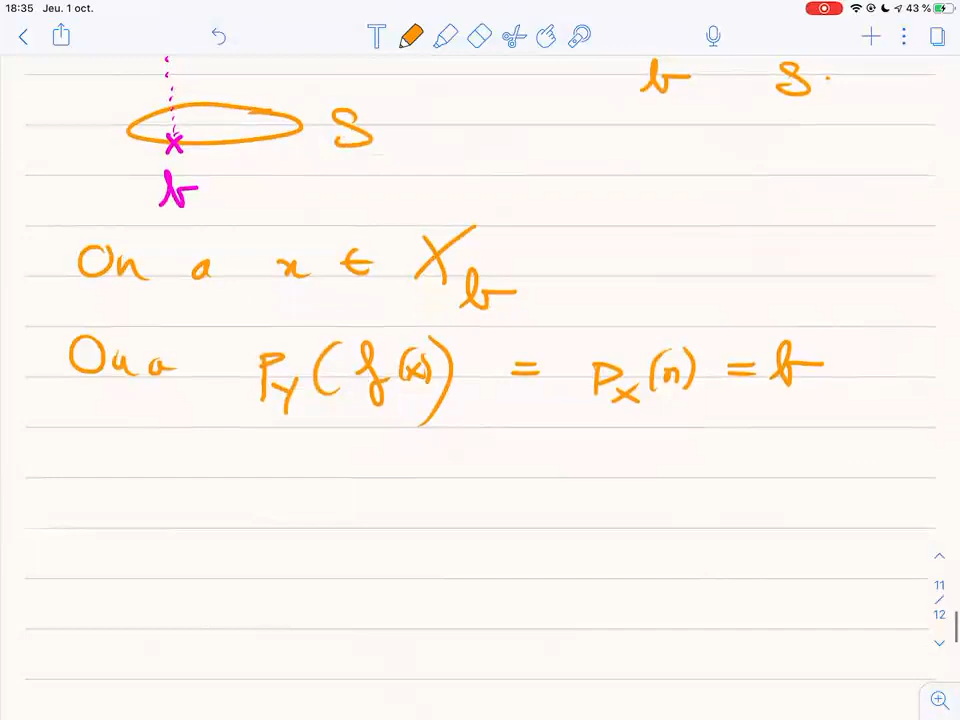 18:35 Jeu. 1 oct. 43 %
T
b S.
S
b
On a x ∈ X_b
On a p_Y(f(x)) = p_X(x) = b
11
/
12